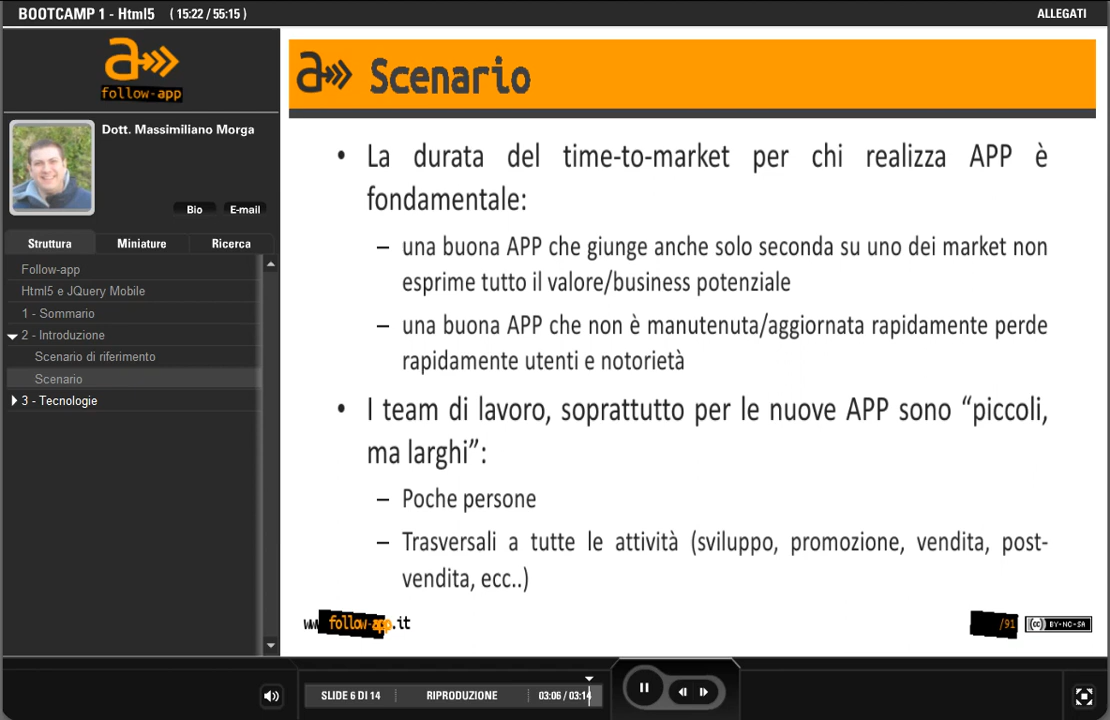 BOOTCAMP 1 - Html5 ( 15:22 / 55:15 )
ALLEGATI
a
follow-app
Dott. Massimiliano Morga
Bio
E-mail
Struttura
Miniature
Ricerca
Follow-app
Html5 e JQuery Mobile
1 - Sommario
2 - Introduzione
Scenario di riferimento
Scenario
3 - Tecnologie
a Scenario
• La durata del time-to-market per chi realizza APP è
fondamentale:
– una buona APP che giunge anche solo seconda su uno dei market non
esprime tutto il valore/business potenziale
– una buona APP che non è manutenuta/aggiornata rapidamente perde
rapidamente utenti e notorietà
• I team di lavoro, soprattutto per le nuove APP sono “piccoli,
ma larghi”:
– Poche persone
– Trasversali a tutte le attività (sviluppo, promozione, vendita, post-
vendita, ecc..)
www.follow-app.it
/91
(cc) BY-NC-SA
SLIDE 6 DI 14
RIPRODUZIONE
03:06 / 03:14